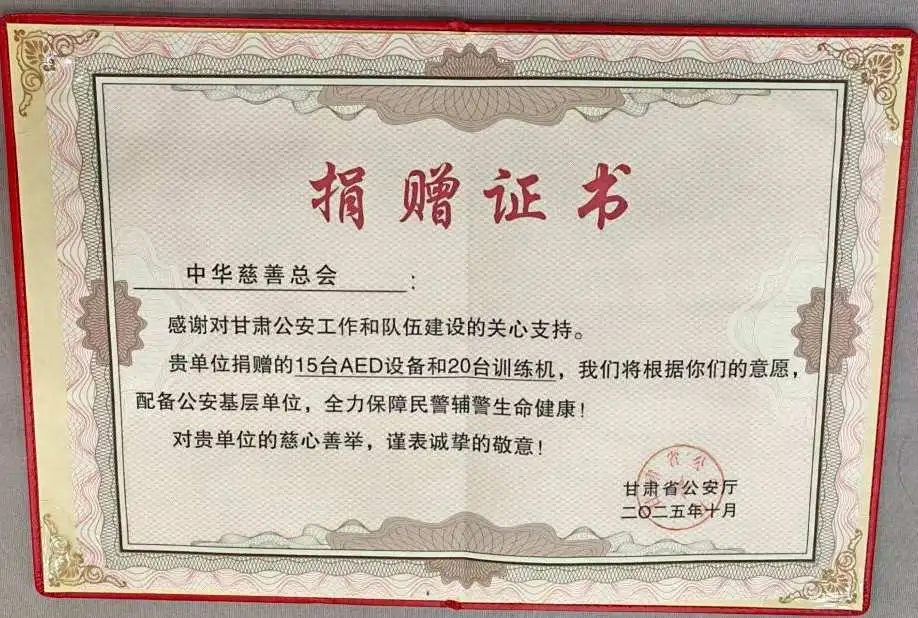 捐赠证书
中华慈善总会：
感谢对甘肃公安工作和队伍建设的关心支持。
贵单位捐赠的15台AED设备和20台训练机，我们将根据你们的意愿，
配备公安基层单位，全力保障民警辅警生命健康！
对贵单位的慈心善举，谨表诚挚的敬意！
甘肃省公安厅
二〇二五年十月